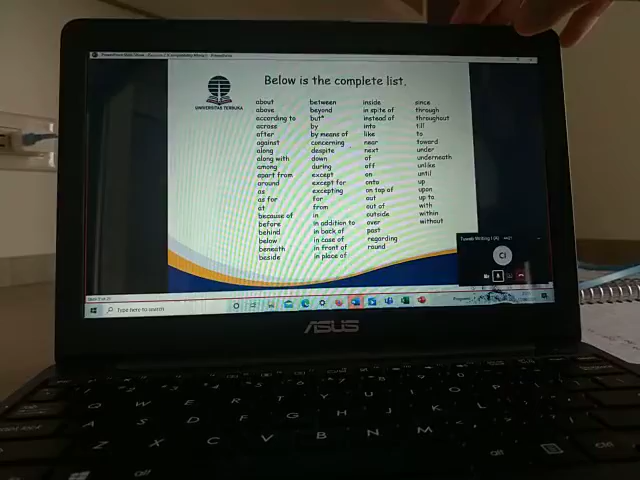 Below is the complete list.
UNIVERSITAS TERBUKA
about
above
according to
across
after
against
along
along with
among
apart from
around
as
as for
at
because of
before
behind
below
beneath
beside
between
beyond
but*
by
by means of
concerning
despite
down
during
except
except for
excepting
for
from
in
in addition to
in back of
in case of
in front of
in place of
inside
in spite of
instead of
into
like
near
next
of
off
on
onto
on top of
out
out of
outside
over
past
regarding
round
since
through
throughout
till
to
toward
under
underneath
unlike
until
up
upon
up to
with
within
without
CI
Type here to search
ASUS
Q W E R T Y U I O P
A S D F G H J K L
Z X C V B N M
alt
alt
ctrl